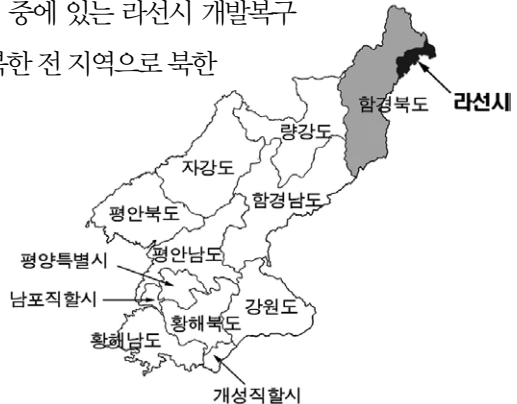 중에 있는 라선시 개발복구
북한 전 지역으로 북한
함경북도
라선시
량강도
자강도
함경남도
평안북도
평안남도
평양특별시
남포직할시
강원도
황해북도
황해남도
개성직할시